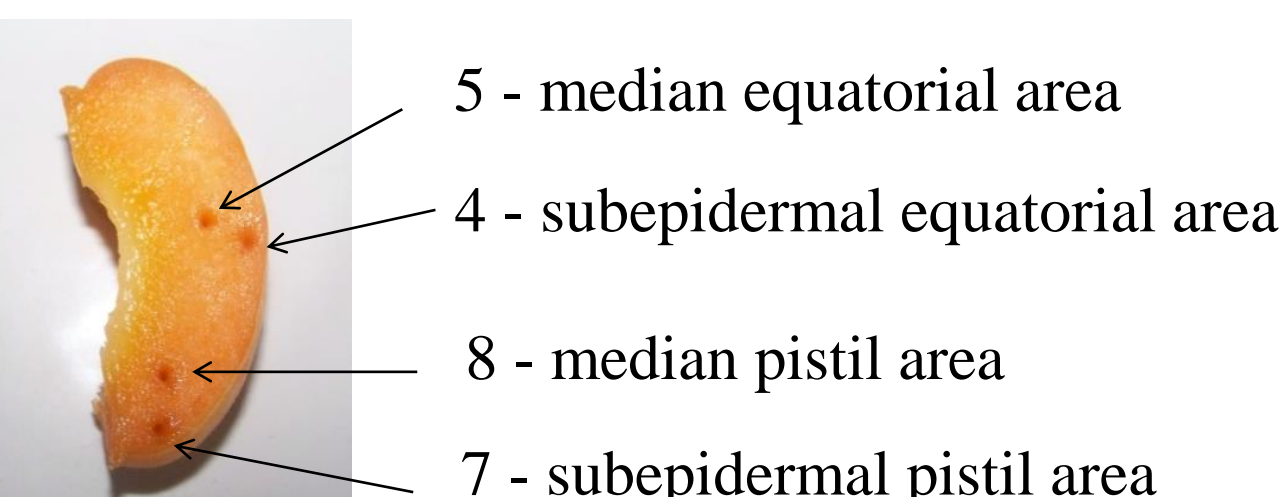 5 - median equatorial area
4 - subepidermal equatorial area
8 - median pistil area
7 - subepidermal pistil area